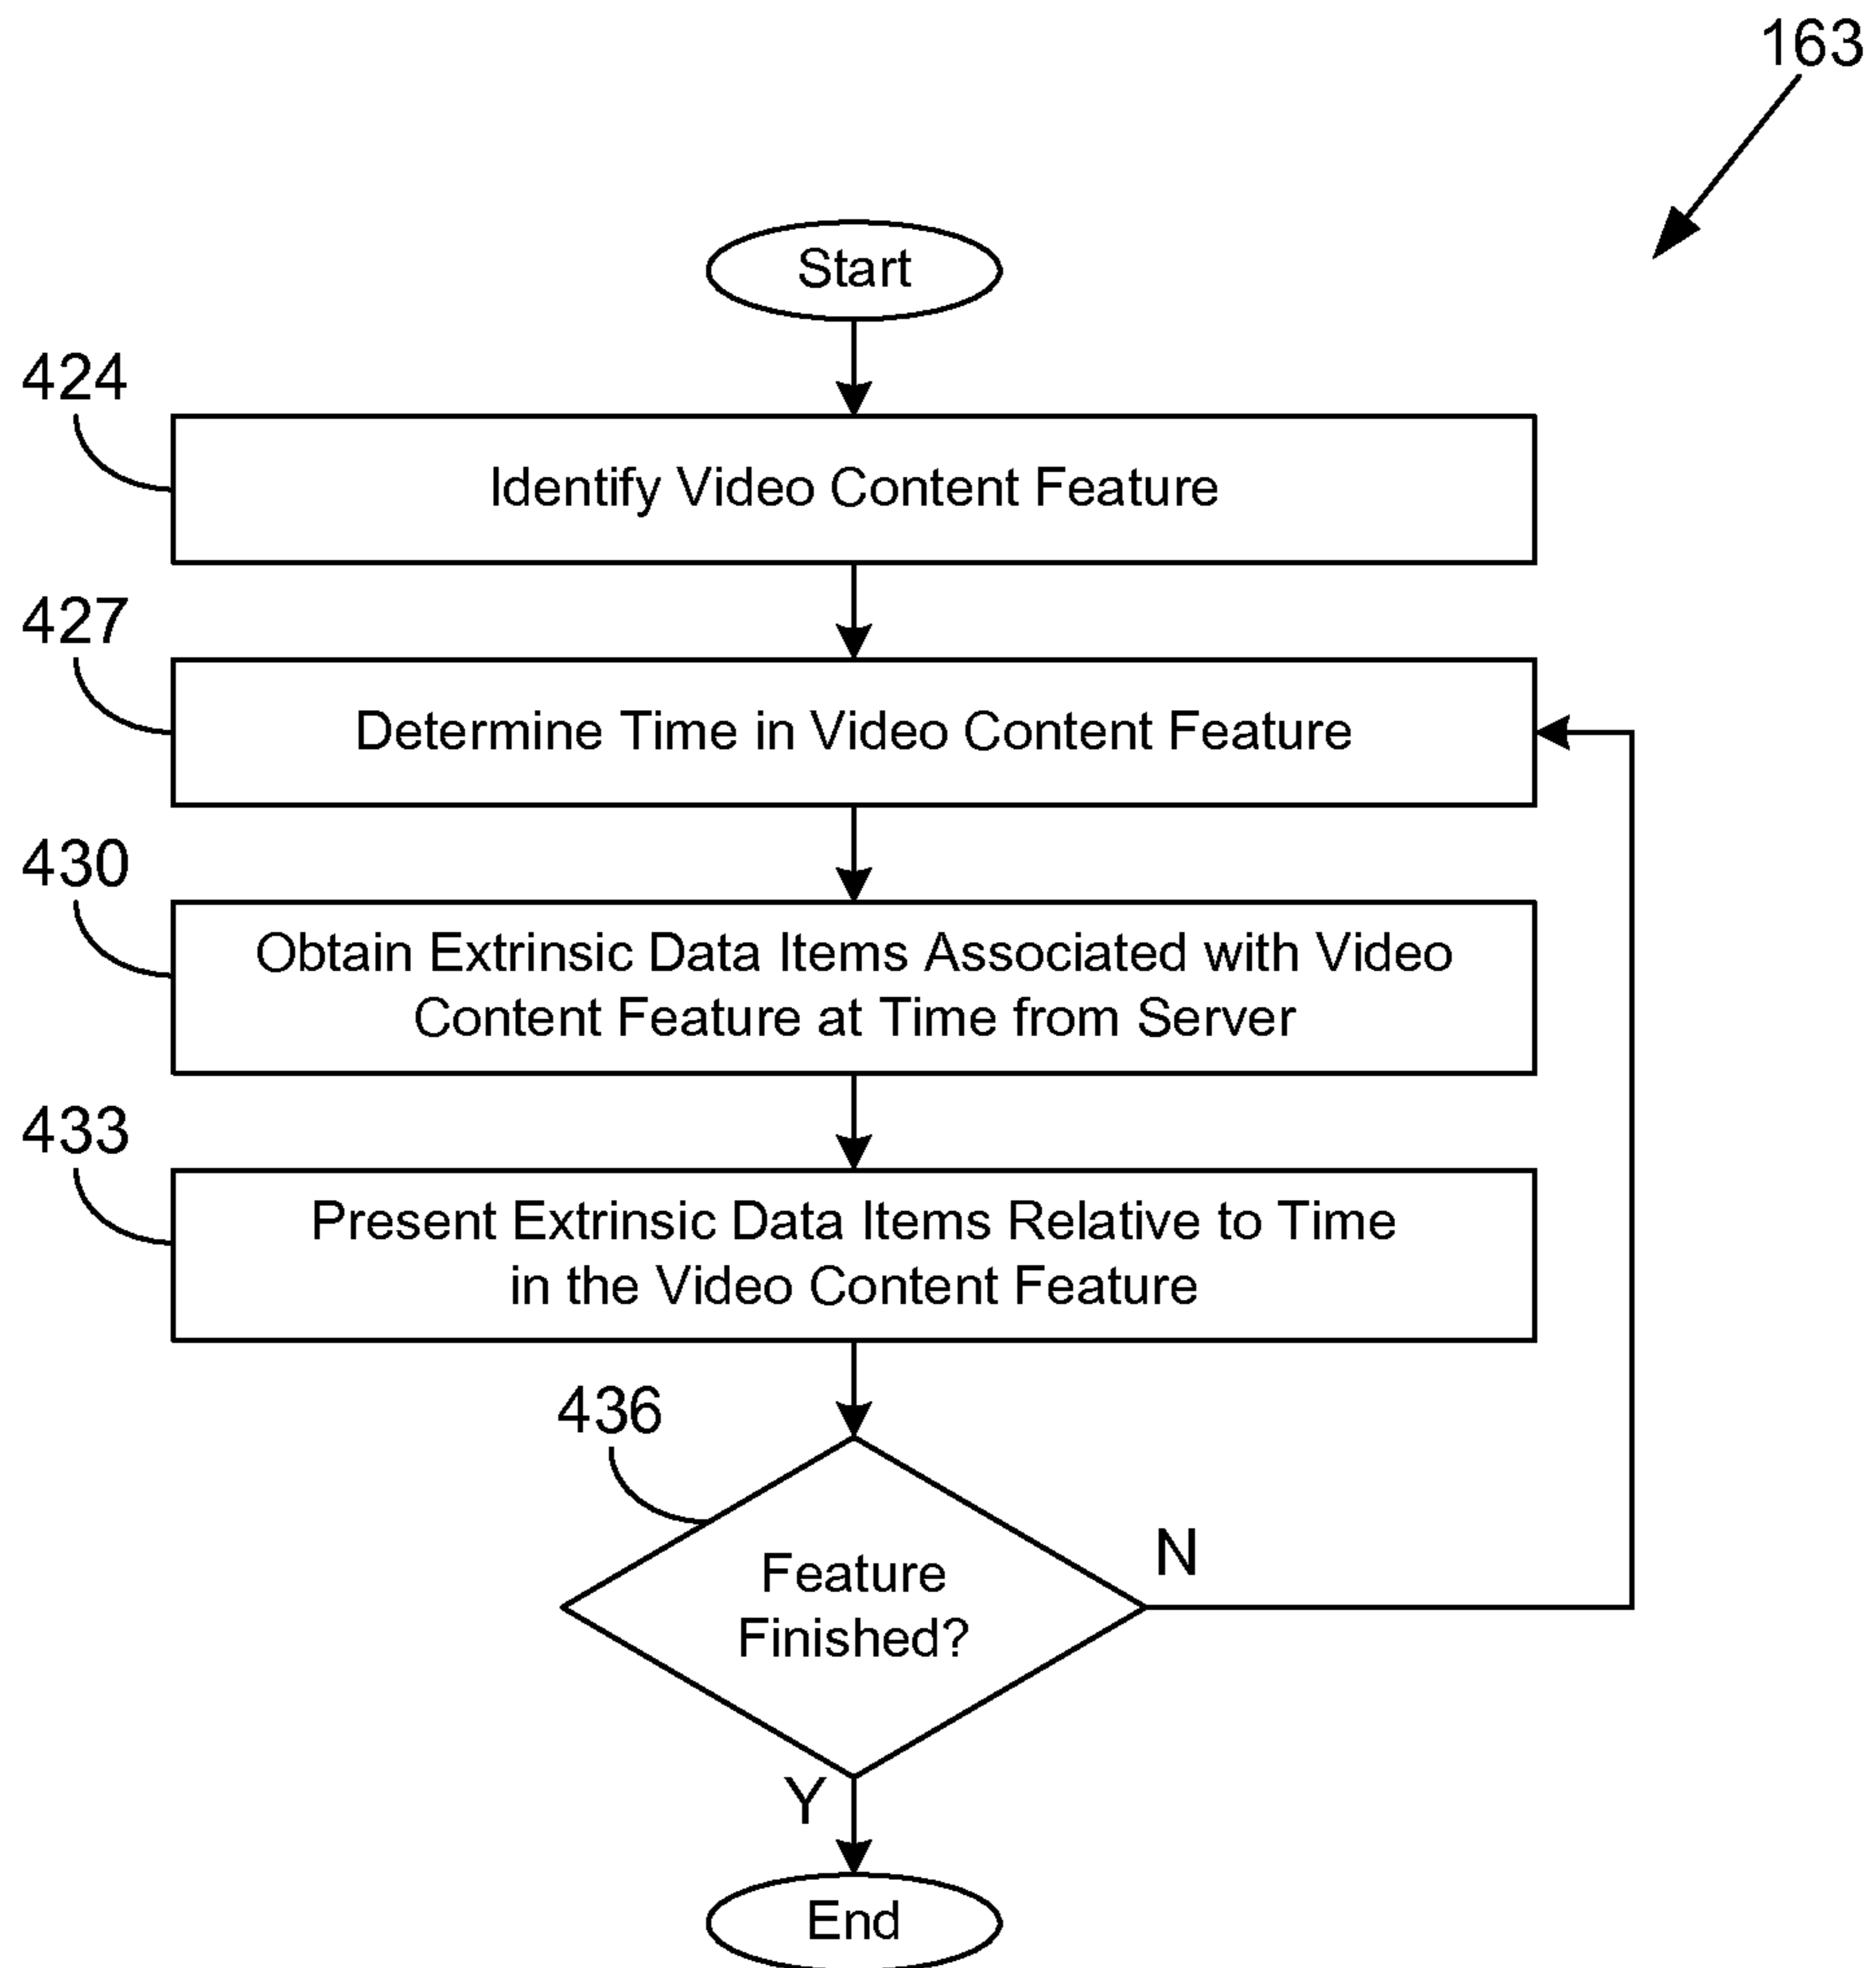 163
Start
424
Identify Video Content Feature
427
Determine Time in Video Content Feature
430
Obtain Extrinsic Data Items Associated with Video
Content Feature at Time from Server
433
Present Extrinsic Data Items Relative to Time
in the Video Content Feature
436
Feature
Finished?
N
Y
End